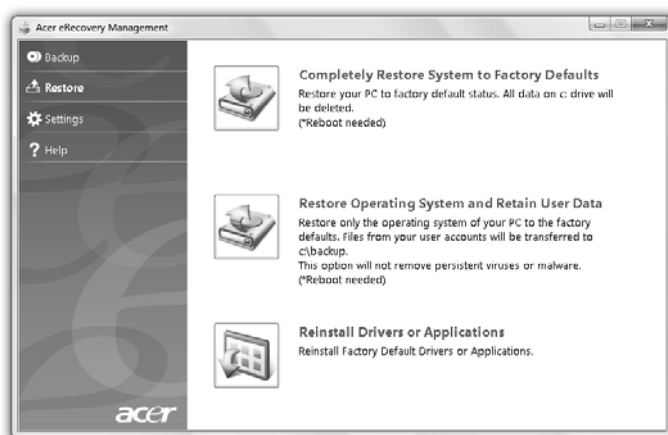 Acer eRecovery Management
Backup
Restore
Settings
? Help
Completely Restore System to Factory Defaults
Restore your PC to factory default status. All data on c: drive will
be deleted.
(*Reboot needed)
Restore Operating System and Retain User Data
Restore only the operating system of your PC to the factory
defaults. Files from your user accounts will be transferred to
c:\backup.
This option will not remove persistent viruses or malware.
(*Reboot needed)
Reinstall Drivers or Applications
Reinstall Factory Default Drivers or Applications.
acer